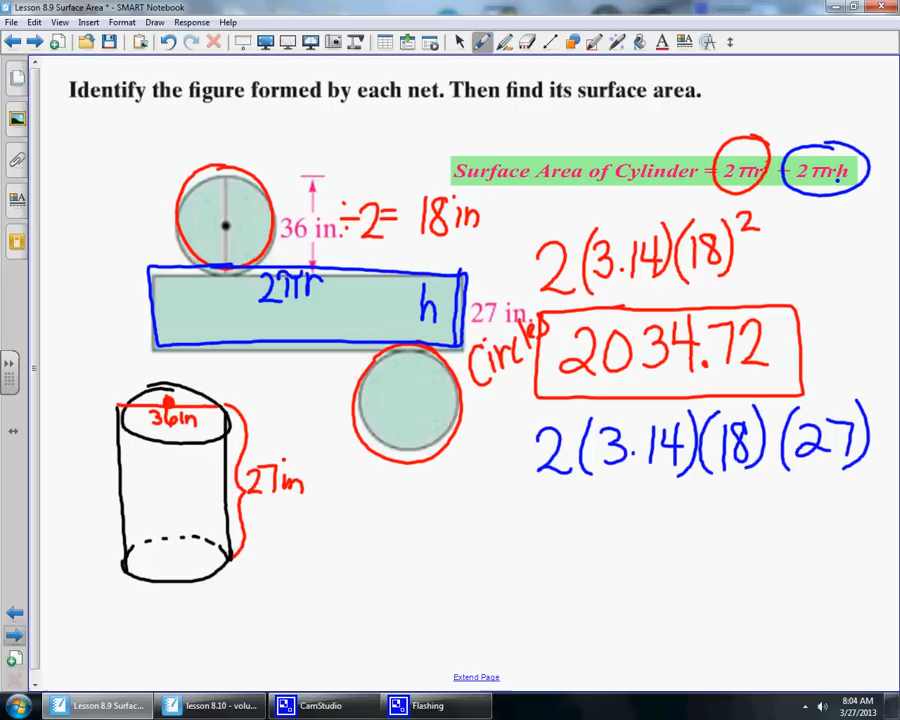 Lesson 8.9 Surface Area * - SMART Notebook
File Edit View Insert Format Draw Response Help
Identify the figure formed by each net. Then find its surface area.
Surface Area of Cylinder = 2πr + 2πrh
36 in. ÷2= 18in
2(3.14)(18)²
2πr
h
27 in.
Circles
2034.72
36in
2(3.14)(18)(27)
27in
Extend Page
Lesson 8.9 Surfac...
lesson 8.10 - volu...
CamStudio
Flashing
8:04 AM
3/27/2013